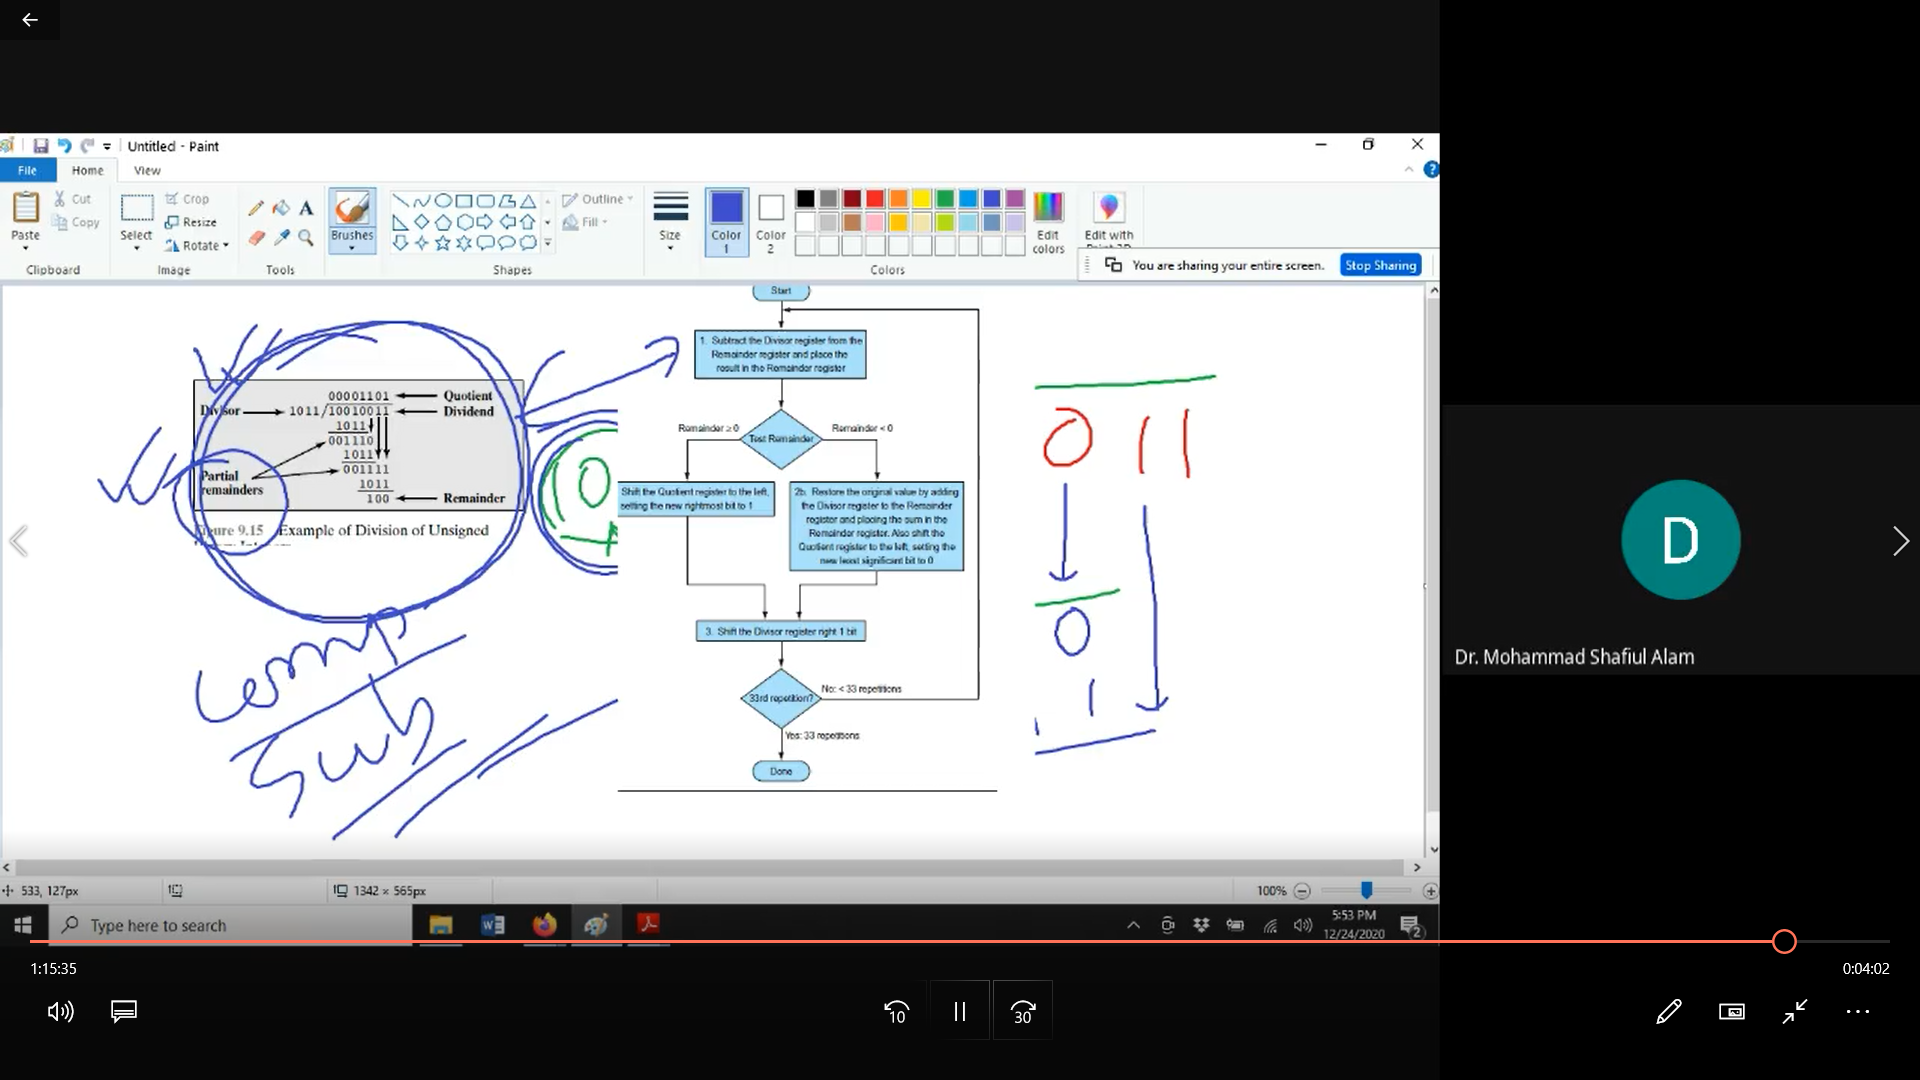 Untitled - Paint
File Home View
Paste
Cut
Copy
Clipboard
Select
Crop
Resize
Rotate
Image
Tools
Brushes
Shapes
Outline
Fill
Size
Color 1
Color 2
Edit colors
Edit with
Colors
You are sharing your entire screen. Stop Sharing
00001101 Quotient
Divisor 1011/10010011 Dividend
1011
001110
1011
Partial remainders
001111
1011
100 Remainder
Figure 9.15 Example of Division of Unsigned
Comp
Sub
10
Start
1. Subtract the Divisor register from the
Remainder register and place the
result in the Remainder register
Remainder ≥ 0
Test Remainder
Remainder < 0
Shift the Quotient register to the left,
setting the new rightmost bit to 1
2b. Restore the original value by adding
the Divisor register to the Remainder
register and placing the sum in the
Remainder register. Also shift the
Quotient register to the left, setting the
new least significant bit to 0
3. Shift the Divisor register right 1 bit
33rd repetition?
No: < 33 repetitions
Yes: 33 repetitions
Done
0 1 1
0
1
D
Dr. Mohammad Shafiul Alam
533, 127px
1342 × 565px
100%
Type here to search
5:53 PM
12/24/2020
2
1:15:35
0:04:02
10
30